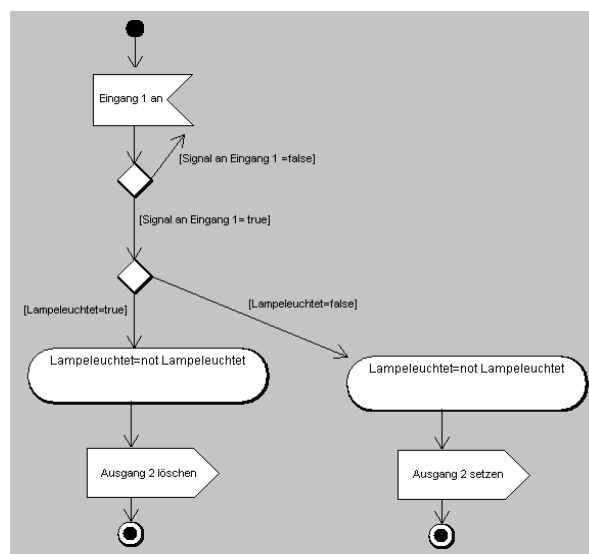 Eingang 1 an
[Signal an Eingang 1 =false]
[Signal an Eingang 1= true]
[Lampeleuchtet=true]
[Lampeleuchtet=false]
Lampeleuchtet=not Lampeleuchtet
Lampeleuchtet=not Lampeleuchtet
Ausgang 2 löschen
Ausgang 2 setzen